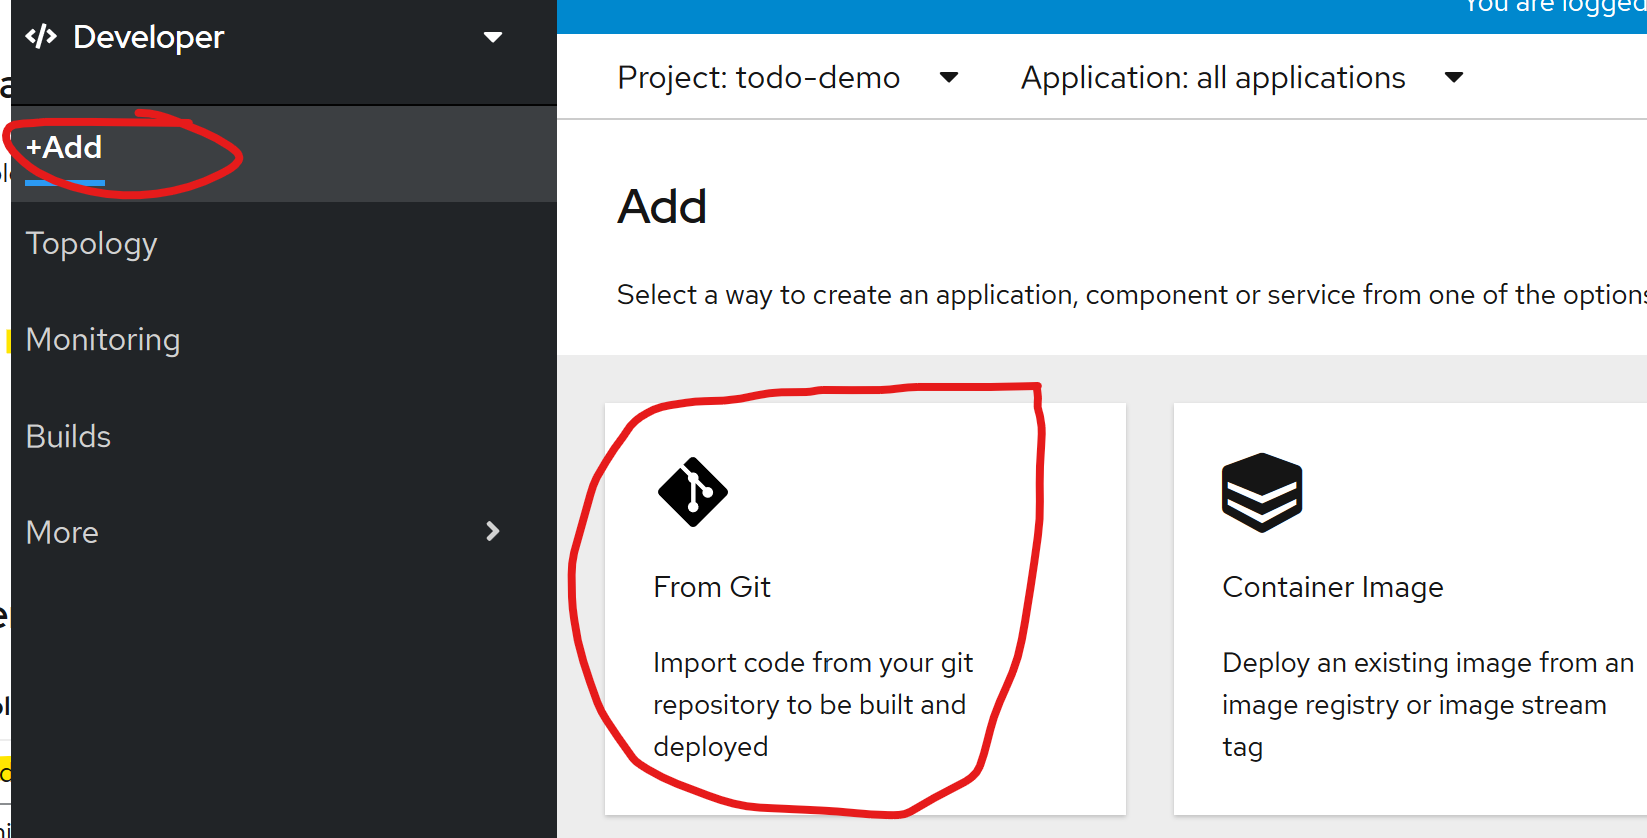 You are logged
Developer
Project: todo-demo
Application: all applications
+Add
Topology
Monitoring
Builds
More
Add
Select a way to create an application, component or service from one of the options
From Git
Import code from your git
repository to be built and
deployed
Container Image
Deploy an existing image from an
image registry or image stream
tag